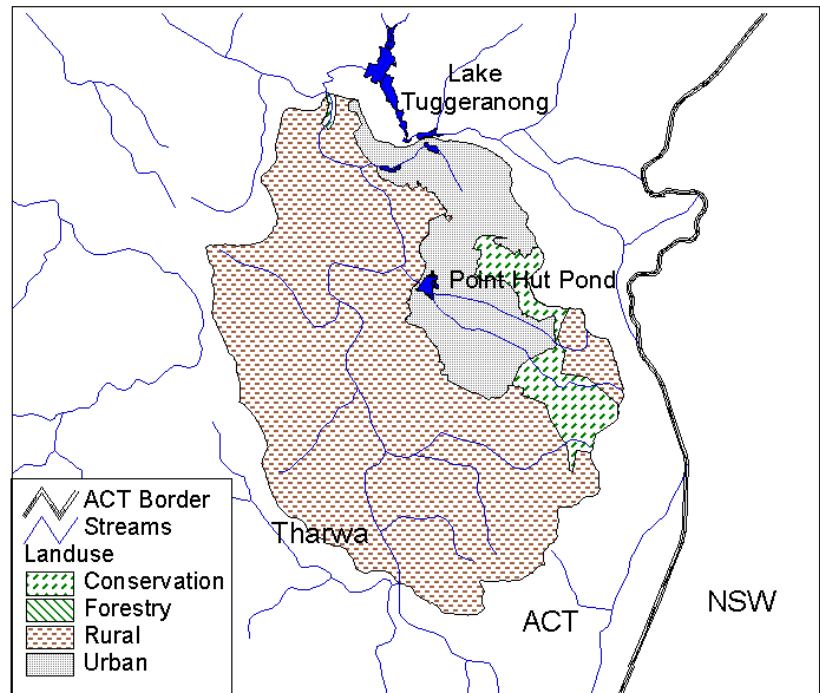 Lake
Tuggeranong
Point Hut Pond
Tharwa
ACT
NSW
ACT Border
Streams
Landuse
Conservation
Forestry
Rural
Urban